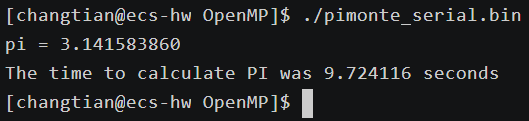 [changtian@ecs-hw OpenMP]$ ./pimonte_serial.bin
pi = 3.141583860
The time to calculate PI was 9.724116 seconds
[changtian@ecs-hw OpenMP]$